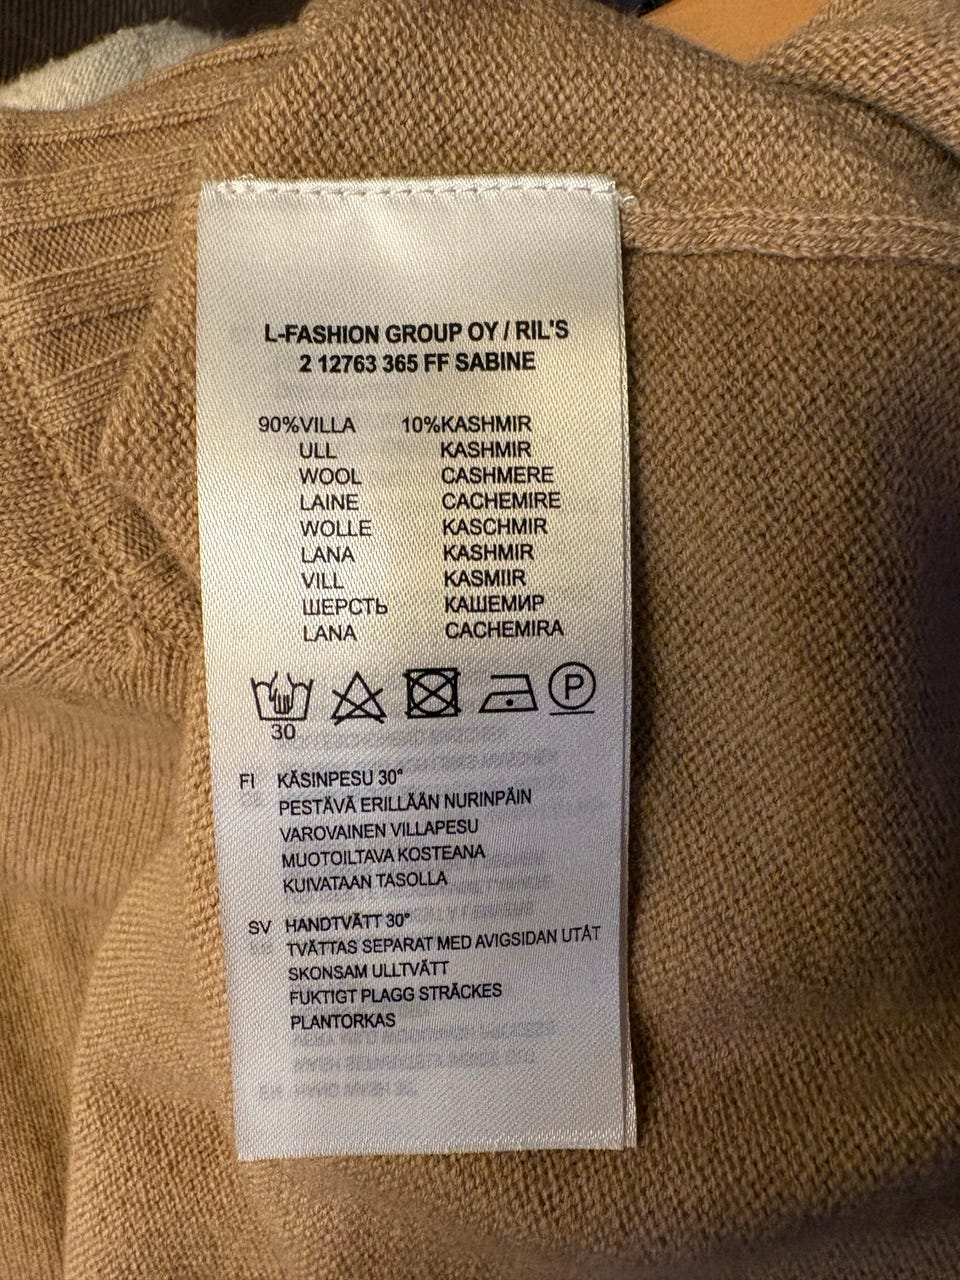 L-FASHION GROUP OY / RIL'S
2 12763 365 FF SABINE
90%VILLA 10%KASHMIR
ULL KASHMIR
WOOL CASHMERE
LAINE CACHEMIRE
WOLLE KASCHMIR
LANA KASHMIR
VILL KASMIIR
ШЕРСТЬ КАШЕМИР
LANA CACHEMIRA
P
30
FI KÄSINPESU 30°
PESTÄVÄ ERILLÄÄN NURINPÄIN
VAROVAINEN VILLAPESU
MUOTOILTAVA KOSTEANA
KUIVATAAN TASOLLA
SV HANDTVÄTT 30°
TVÄTTAS SEPARAT MED AVIGSIDAN UTÅT
SKONSAM ULLTVÄTT
FUKTIGT PLAGG STRÄCKES
PLANTORKAS